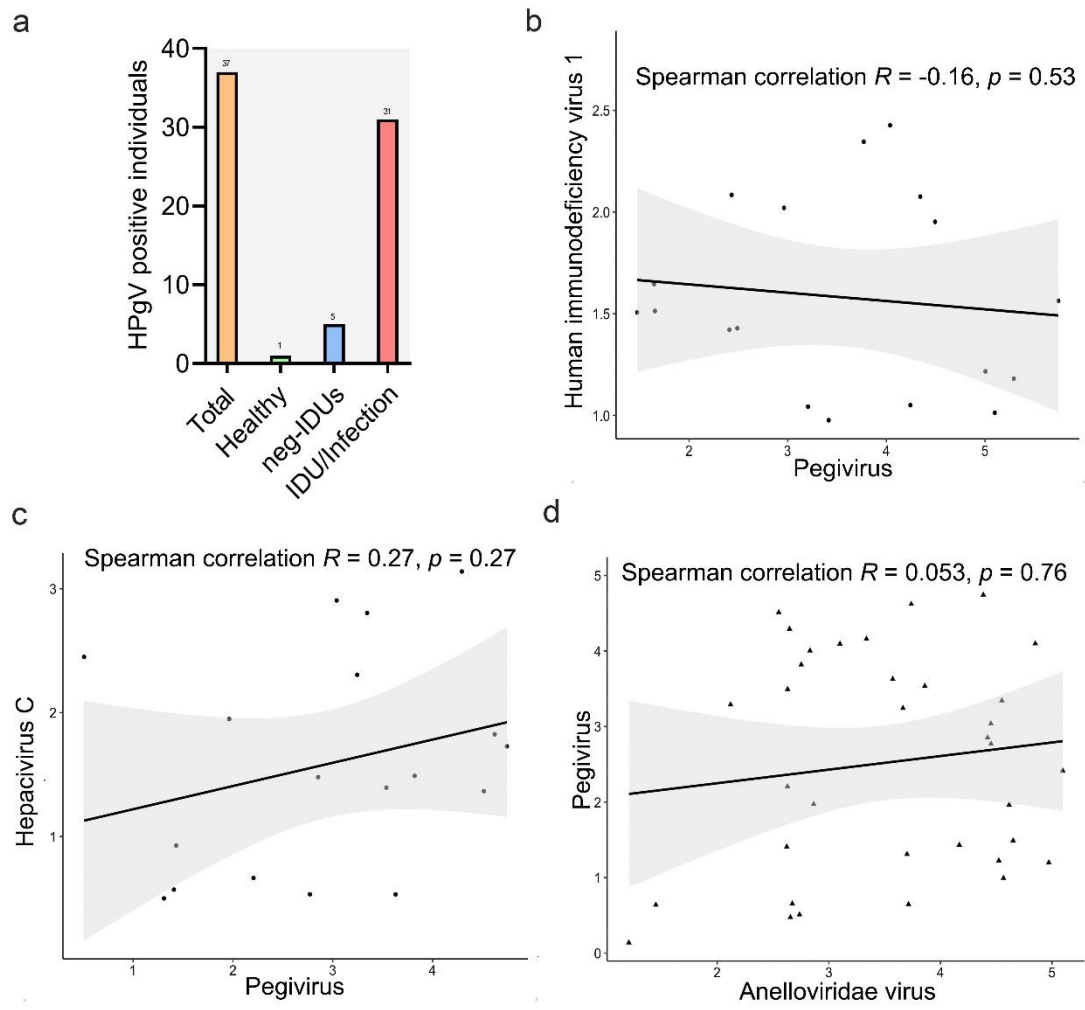 a
HPgV positive individuals
40
30
20
10
0
37
1
5
31
Total
Healthy
neg-IDUs
IDU/Infection
b
Spearman correlation R = -0.16, p = 0.53
Human immunodeficiency virus 1
2.5
2.0
1.5
1.0
2 3 4 5
Pegivirus
c
Spearman correlation R = 0.27, p = 0.27
Hepacivirus C
3
2
1
1 2 3 4
Pegivirus
d
Spearman correlation R = 0.053, p = 0.76
Pegivirus
5
4
3
2
1
0
2 3 4 5
Anelloviridae virus